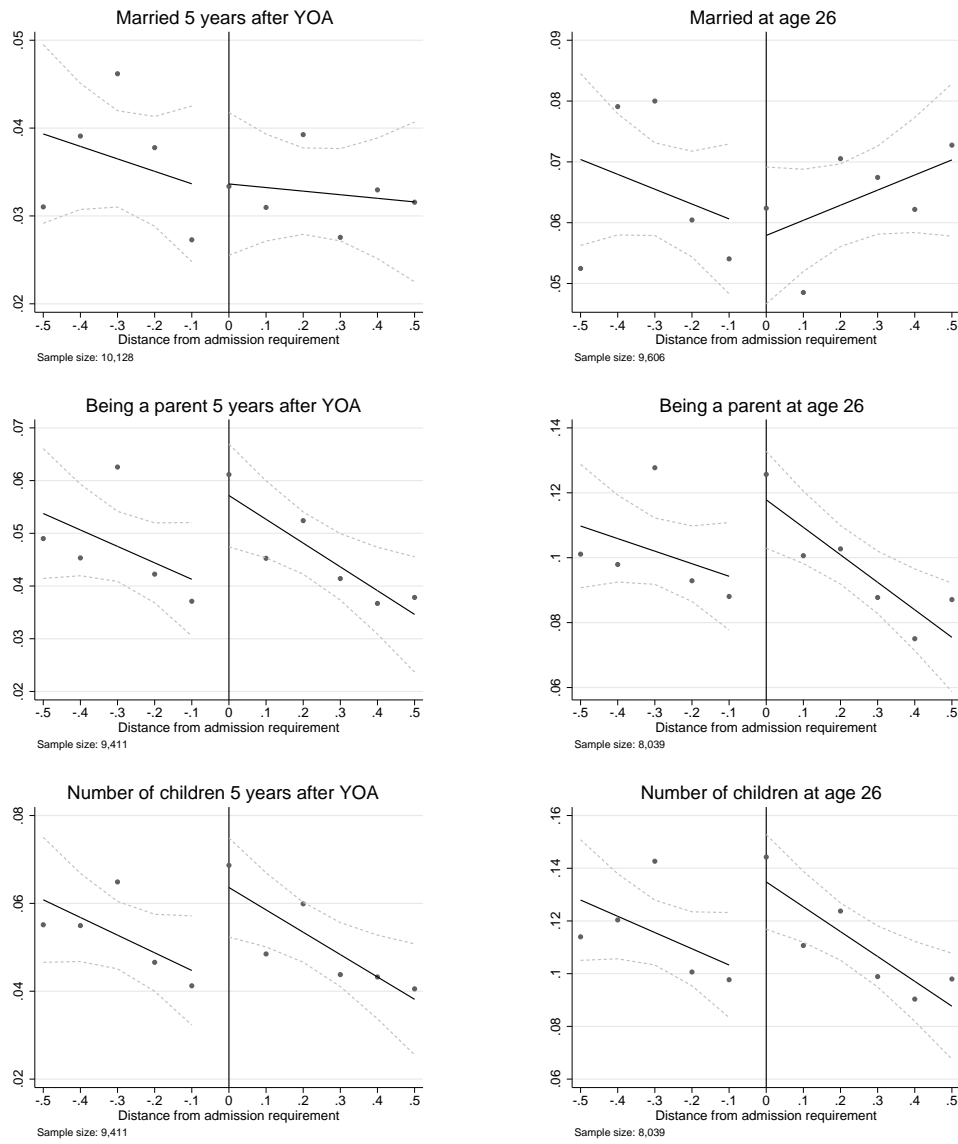 Married 5 years after YOA
.05
.04
.03
.02
-.5 -.4 -.3 -.2 -.1 0 .1 .2 .3 .4 .5
Distance from admission requirement
Sample size: 10,128
Married at age 26
.09
.08
.07
.06
.05
-.5 -.4 -.3 -.2 -.1 0 .1 .2 .3 .4 .5
Distance from admission requirement
Sample size: 9,606
Being a parent 5 years after YOA
.07
.06
.05
.04
.03
.02
-.5 -.4 -.3 -.2 -.1 0 .1 .2 .3 .4 .5
Distance from admission requirement
Sample size: 9,411
Being a parent at age 26
.14
.12
.1
.08
.06
-.5 -.4 -.3 -.2 -.1 0 .1 .2 .3 .4 .5
Distance from admission requirement
Sample size: 8,039
Number of children 5 years after YOA
.08
.06
.04
.02
-.5 -.4 -.3 -.2 -.1 0 .1 .2 .3 .4 .5
Distance from admission requirement
Sample size: 9,411
Number of children at age 26
.16
.14
.12
.1
.08
.06
-.5 -.4 -.3 -.2 -.1 0 .1 .2 .3 .4 .5
Distance from admission requirement
Sample size: 8,039